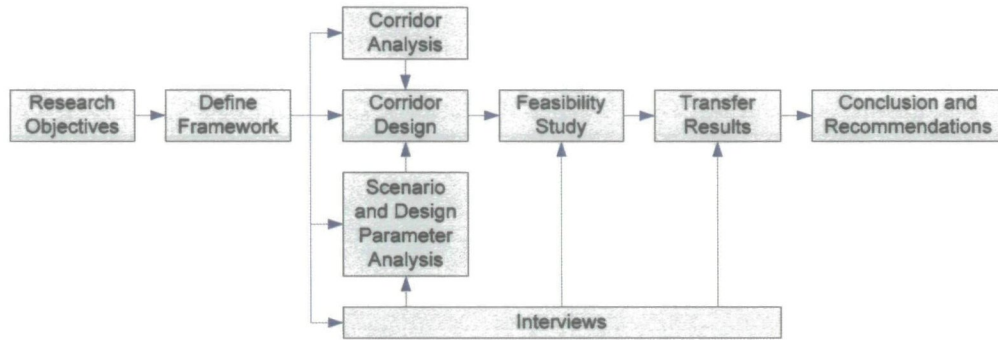 Corridor
Analysis
Research
Objectives
Define
Framework
Corridor
Design
Feasibility
Study
Transfer
Results
Conclusion and
Recommendations
Scenario
and Design
Parameter
Analysis
Interviews